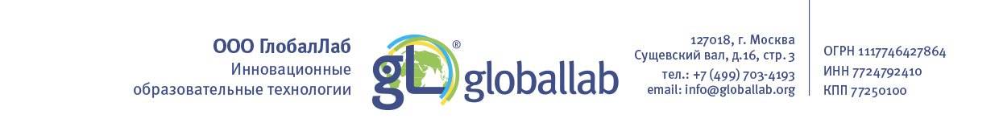 ООО ГлобалЛаб
Инновационные
образовательные технологии
gL®
globallab
127018, г. Москва
Сущевский вал, д.16, стр. 3
тел.: +7 (499) 703-4193
email: info@globallab.org
ОГРН 1117746427864
ИНН 7724792410
КПП 77250100